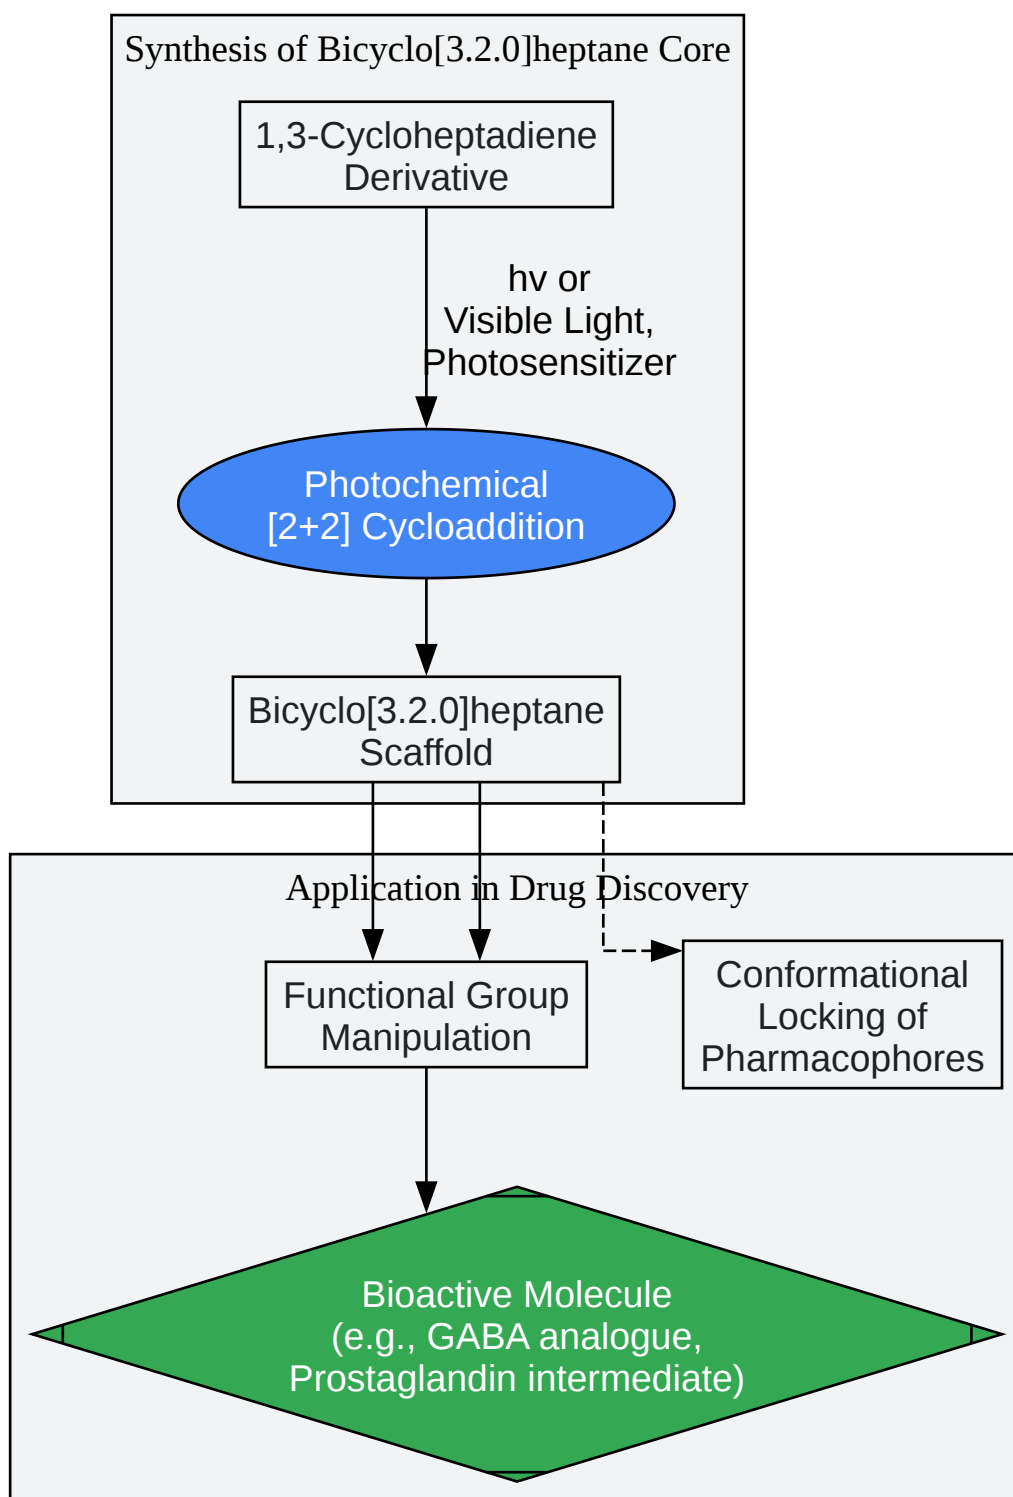 Synthesis of Bicyclo[3.2.0]heptane Core
1,3-Cycloheptadiene
Derivative
hv or
Visible Light,
Photosensitizer
Photochemical
[2+2] Cycloaddition
Bicyclo[3.2.0]heptane
Scaffold
Application in Drug Discovery
Functional Group
Manipulation
Conformational
Locking of
Pharmacophores
Bioactive Molecule
(e.g., GABA analogue,
Prostaglandin intermediate)